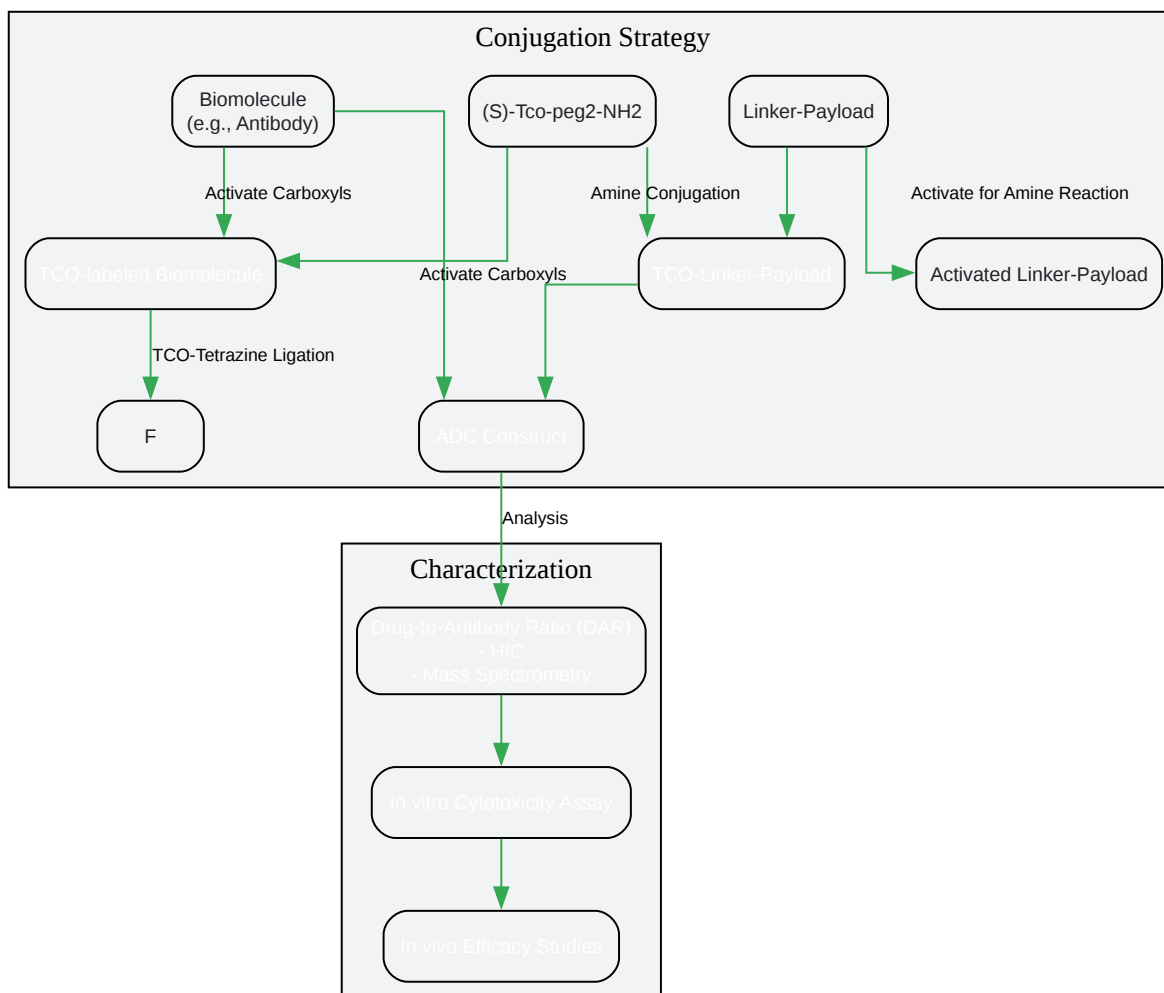 Conjugation Strategy
Biomolecule
(e.g., Antibody)
(S)-Tco-peg2-NH2
Linker-Payload
Activate Carboxyls
Amine Conjugation
Activate for Amine Reaction
TCO-labeled Biomolecule
Activate Carboxyls
TCO-Linker-Payload
Activated Linker-Payload
TCO-Tetrazine Ligation
F
ADC Construct
Analysis
Characterization
Drug-to-Antibody Ratio (DAR)
- HIC
- Mass Spectrometry
In vitro Cytotoxicity Assay
In vivo Efficacy Studies